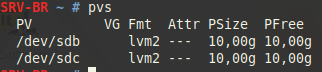 SRV-BR ~ # pvs
PV VG Fmt Attr PSize PFree
/dev/sdb lvm2 --- 10,00g 10,00g
/dev/sdc lvm2 --- 10,00g 10,00g